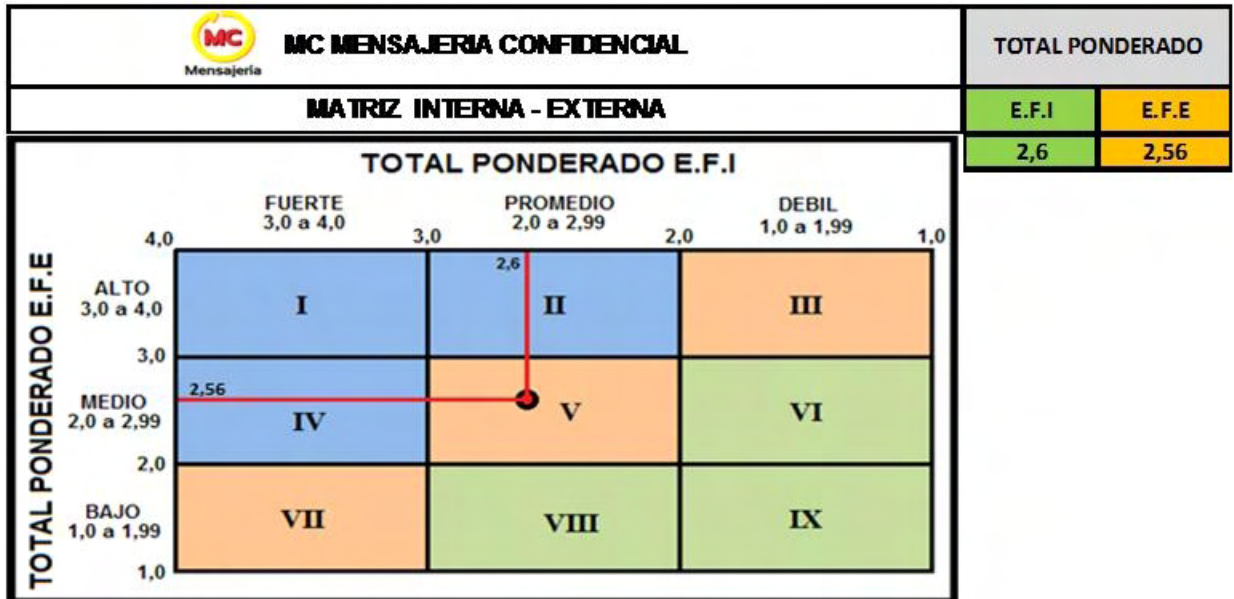 MC
Mensajería
MC MENSAJERIA CONFIDENCIAL
TOTAL PONDERADO
MATRIZ INTERNA - EXTERNA
E.F.I
E.F.E
2,6
2,56
TOTAL PONDERADO E.F.I
FUERTE
3,0 a 4,0
PROMEDIO
2,0 a 2,99
DEBIL
1,0 a 1,99
4,0
3,0
2,0
1,0
TOTAL PONDERADO E.F.E
ALTO
3,0 a 4,0
I
2,6
II
III
3,0
MEDIO
2,0 a 2,99
2,56
IV
V
VI
2,0
BAJO
1,0 a 1,99
VII
VIII
IX
1,0